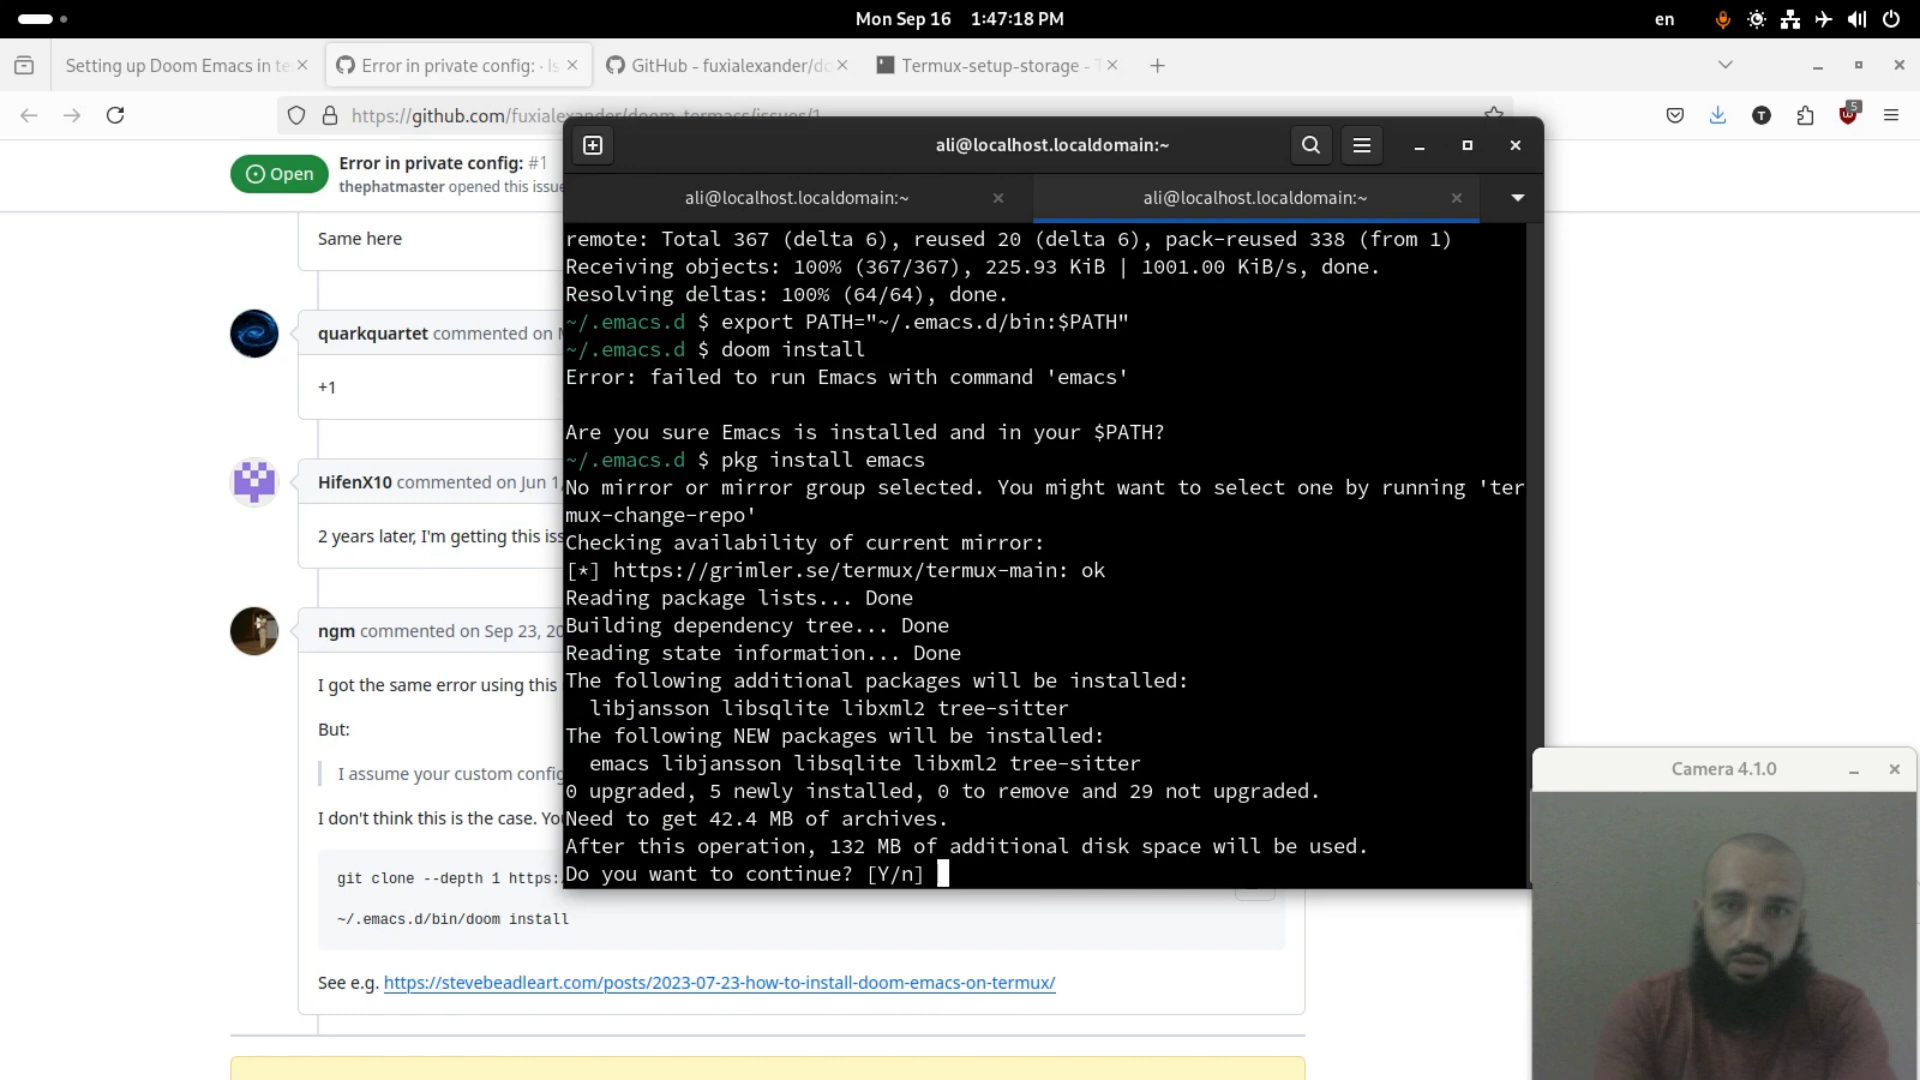 Mon Sep 16 1:47:18 PM
en
Setting up Doom Emacs in te
Error in private config: · Is
GitHub - fuxialexander/do
Termux-setup-storage - T
https://github.com/fuxialexander/doom_termacs/issues/1
5
Open
Error in private config: #1
thephatmaster opened this issue
Same here
quarkquartet commented on
+1
HifenX10 commented on Jun 1,
2 years later, I'm getting this iss
ngm commented on Sep 23, 20
I got the same error using this
But:
I assume your custom config
I don't think this is the case. Yo
git clone --depth 1 https:
~/.emacs.d/bin/doom install
See e.g. https://stevebeadleart.com/posts/2023-07-23-how-to-install-doom-emacs-on-termux/
ali@localhost.localdomain:~
ali@localhost.localdomain:~
ali@localhost.localdomain:~
remote: Total 367 (delta 6), reused 20 (delta 6), pack-reused 338 (from 1)
Receiving objects: 100% (367/367), 225.93 KiB | 1001.00 KiB/s, done.
Resolving deltas: 100% (64/64), done.
~/.emacs.d $ export PATH="~/.emacs.d/bin:$PATH"
~/.emacs.d $ doom install
Error: failed to run Emacs with command 'emacs'
Are you sure Emacs is installed and in your $PATH?
~/.emacs.d $ pkg install emacs
No mirror or mirror group selected. You might want to select one by running 'ter
mux-change-repo'
Checking availability of current mirror:
[*] https://grimler.se/termux/termux-main: ok
Reading package lists... Done
Building dependency tree... Done
Reading state information... Done
The following additional packages will be installed:
libjansson libsqlite libxml2 tree-sitter
The following NEW packages will be installed:
emacs libjansson libsqlite libxml2 tree-sitter
0 upgraded, 5 newly installed, 0 to remove and 29 not upgraded.
Need to get 42.4 MB of archives.
After this operation, 132 MB of additional disk space will be used.
Do you want to continue? [Y/n]
Camera 4.1.0